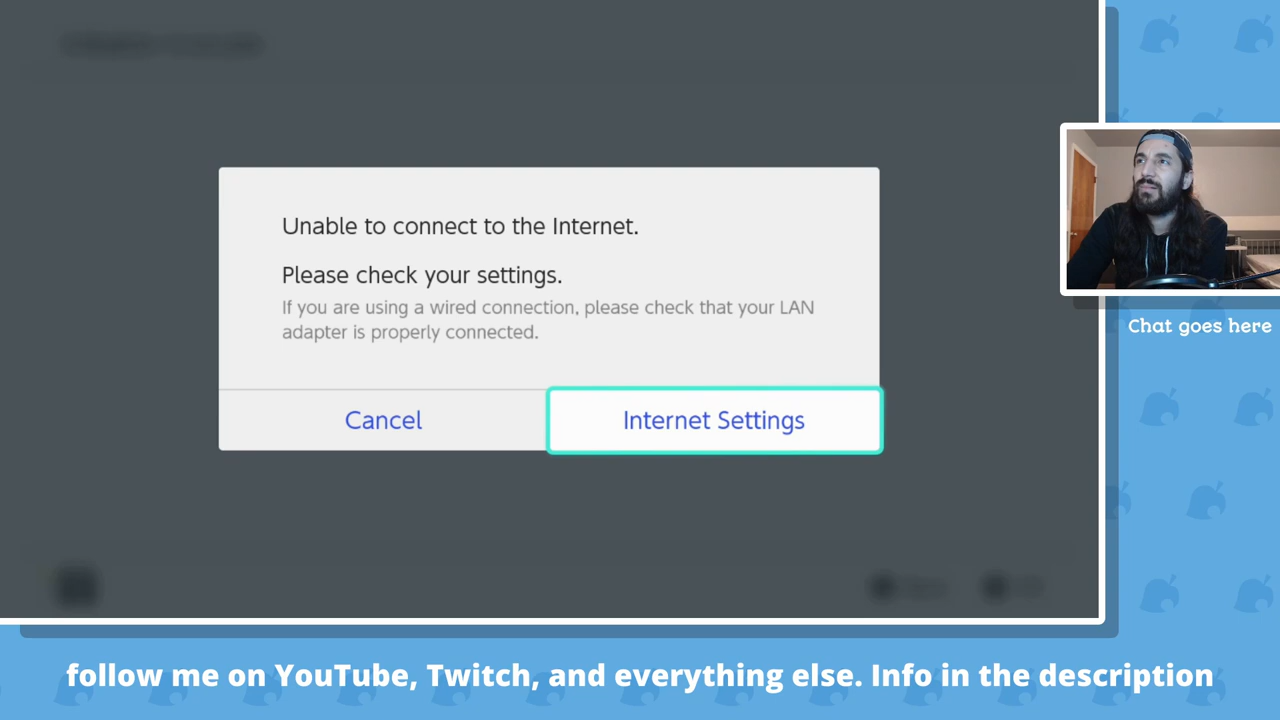 Unable to connect to the Internet.
Please check your settings.
If you are using a wired connection, please check that your LAN
adapter is properly connected.
Cancel
Internet Settings
Chat goes here
follow me on YouTube, Twitch, and everything else. Info in the description